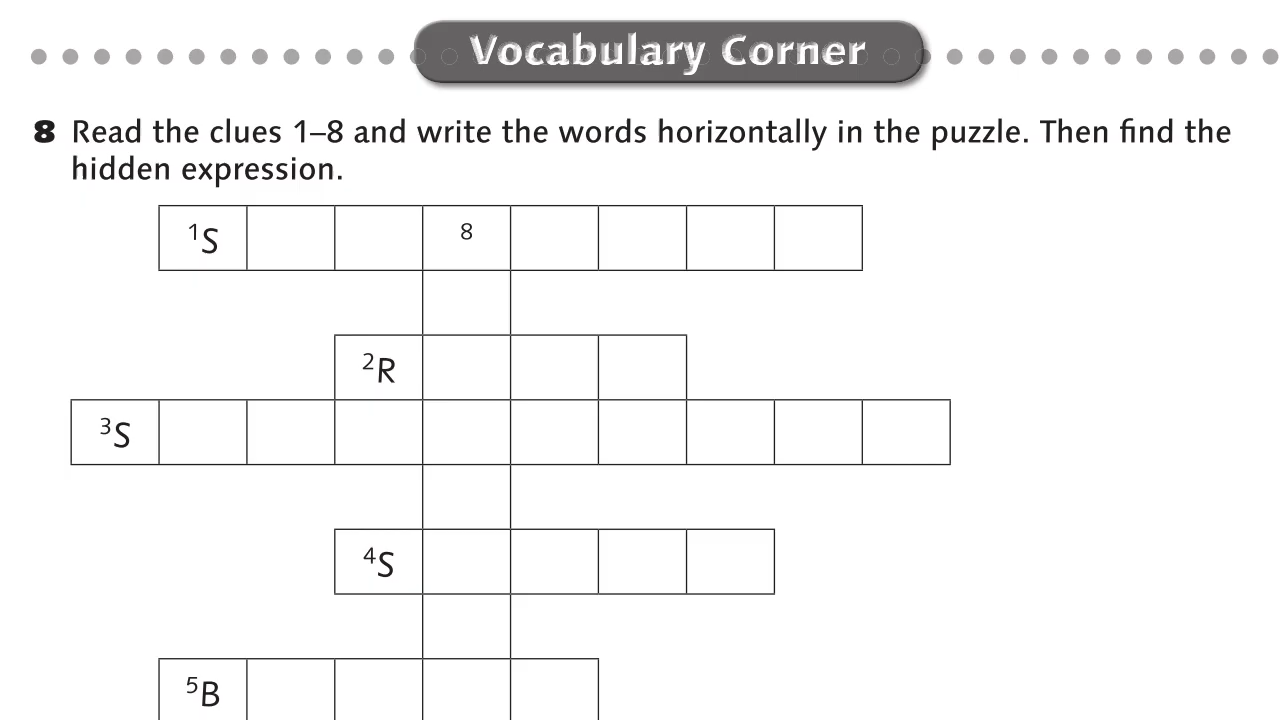 Vocabulary Corner
8 Read the clues 1–8 and write the words horizontally in the puzzle. Then find the
hidden expression.
1S 8
2R
3S
4S
5B